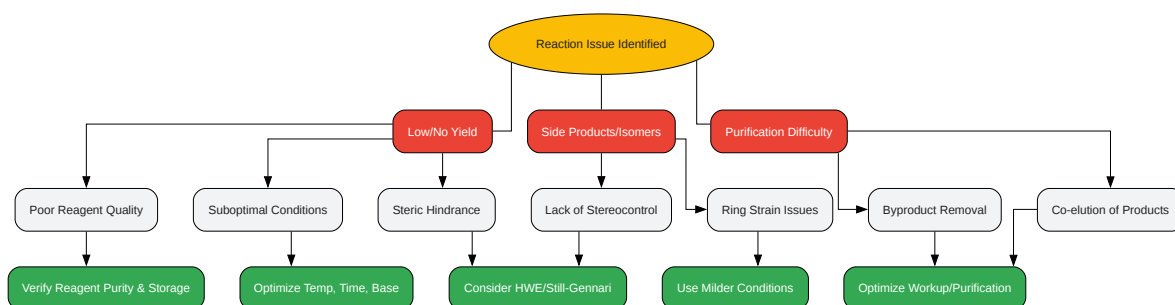 Reaction Issue Identified
Low/No Yield
Side Products/Isomers
Purification Difficulty
Poor Reagent Quality
Suboptimal Conditions
Steric Hindrance
Lack of Stereocontrol
Ring Strain Issues
Byproduct Removal
Co-elution of Products
Verify Reagent Purity & Storage
Optimize Temp, Time, Base
Consider HWE/Still-Gennari
Use Milder Conditions
Optimize Workup/Purification